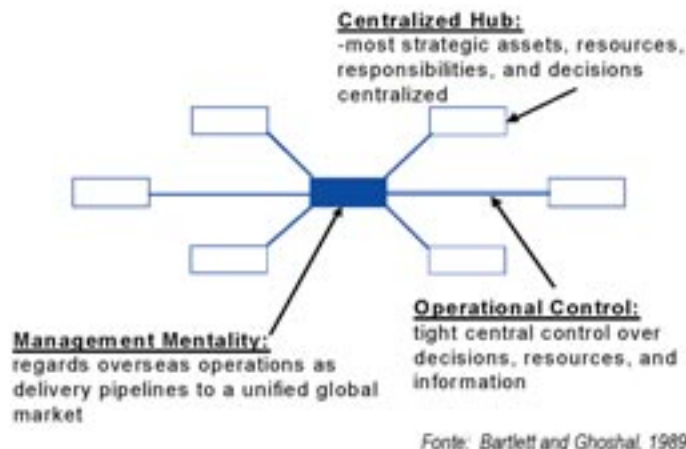 Centralized Hub:
-most strategic assets, resources,
responsibilities, and decisions
centralized
Operational Control:
tight central control over
decisions, resources, and
information
Management Mentality:
regards overseas operations as
delivery pipelines to a unified global
market
Fonte: Bartlett and Ghoshal, 1989